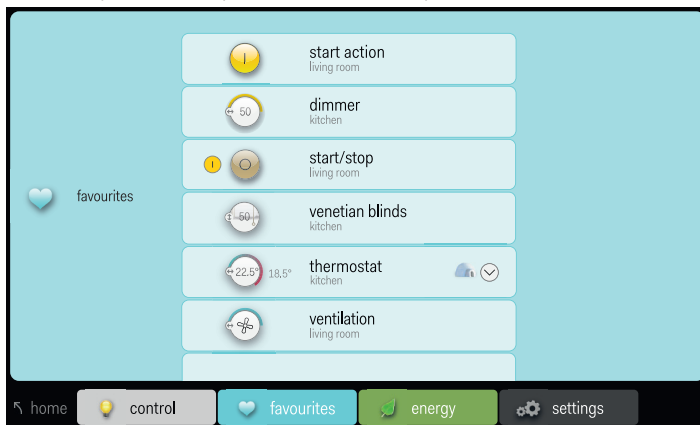 start action
living room
50
dimmer
kitchen
start/stop
living room
favourites
50
venetian blinds
kitchen
22.5°
18,5°
thermostat
kitchen
ventilation
living room
home
control
favourites
energy
settings